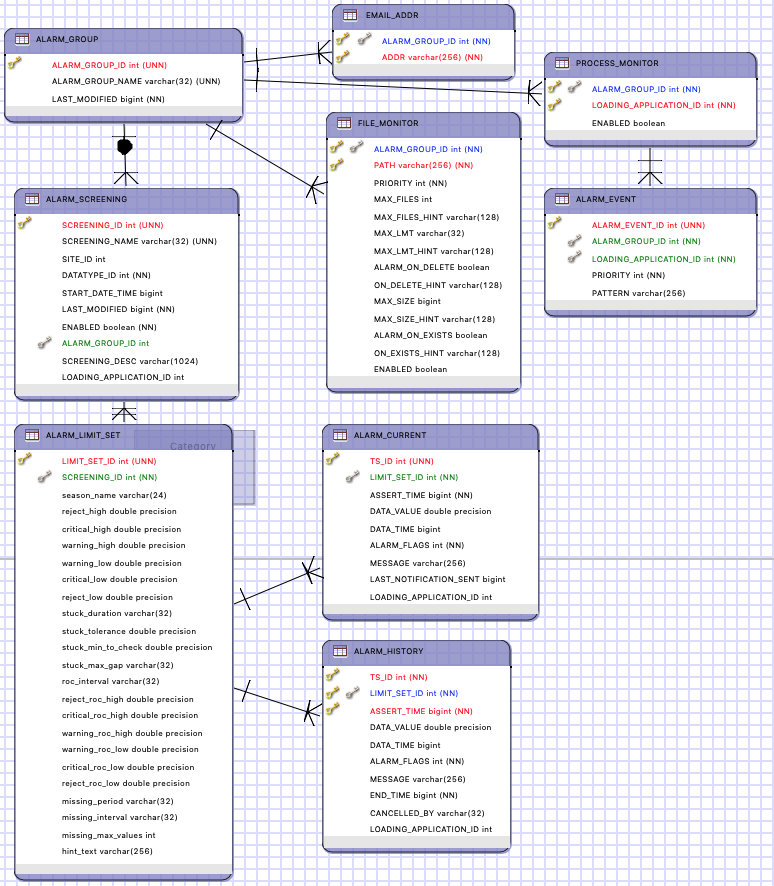 ALARM_GROUP
ALARM_GROUP_ID int (UNN)
ALARM_GROUP_NAME varchar(32) (UNN)
LAST_MODIFIED bigint (NN)
EMAIL_ADDR
ALARM_GROUP_ID int (NN)
ADDR varchar(256) (NN)
PROCESS_MONITOR
ALARM_GROUP_ID int (NN)
LOADING_APPLICATION_ID int (NN)
ENABLED boolean
FILE_MONITOR
ALARM_GROUP_ID int (NN)
PATH varchar(256) (NN)
PRIORITY int (NN)
MAX_FILES int
MAX_FILES_HINT varchar(128)
MAX_LMT varchar(32)
MAX_LMT_HINT varchar(128)
ALARM_ON_DELETE boolean
ON_DELETE_HINT varchar(128)
MAX_SIZE bigint
MAX_SIZE_HINT varchar(128)
ALARM_ON_EXISTS boolean
ON_EXISTS_HINT varchar(128)
ENABLED boolean
ALARM_SCREENING
SCREENING_ID int (UNN)
SCREENING_NAME varchar(32) (UNN)
SITE_ID int
DATATYPE_ID int (NN)
START_DATE_TIME bigint
LAST_MODIFIED bigint (NN)
ENABLED boolean (NN)
ALARM_GROUP_ID int
SCREENING_DESC varchar(1024)
LOADING_APPLICATION_ID int
ALARM_EVENT
ALARM_EVENT_ID int (UNN)
ALARM_GROUP_ID int (NN)
LOADING_APPLICATION_ID int (NN)
PRIORITY int (NN)
PATTERN varchar(256)
ALARM_LIMIT_SET
Category
LIMIT_SET_ID int (UNN)
SCREENING_ID int (NN)
season_name varchar(24)
reject_high double precision
critical_high double precision
warning_high double precision
warning_low double precision
critical_low double precision
reject_low double precision
stuck_duration varchar(32)
stuck_tolerance double precision
stuck_min_to_check double precision
stuck_max_gap varchar(32)
roc_interval varchar(32)
reject_roc_high double precision
critical_roc_high double precision
warning_roc_high double precision
warning_roc_low double precision
critical_roc_low double precision
reject_roc_low double precision
missing_period varchar(32)
missing_interval varchar(32)
missing_max_values int
hint_text varchar(256)
ALARM_CURRENT
TS_ID int (UNN)
LIMIT_SET_ID int (NN)
ASSERT_TIME bigint (NN)
DATA_VALUE double precision
DATA_TIME bigint
ALARM_FLAGS int (NN)
MESSAGE varchar(256)
LAST_NOTIFICATION_SENT bigint
LOADING_APPLICATION_ID int
ALARM_HISTORY
TS_ID int (NN)
LIMIT_SET_ID int (NN)
ASSERT_TIME bigint (NN)
DATA_VALUE double precision
DATA_TIME bigint
ALARM_FLAGS int (NN)
MESSAGE varchar(256)
END_TIME bigint (NN)
CANCELLED_BY varchar(32)
LOADING_APPLICATION_ID int